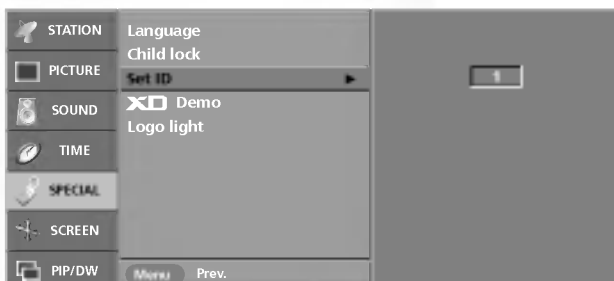 STATION
PICTURE
SOUND
TIME
SPECIAL
SCREEN
PIP/DW
Language
Child lock
Set ID
XD Demo
Logo light
Menu Prev.
1